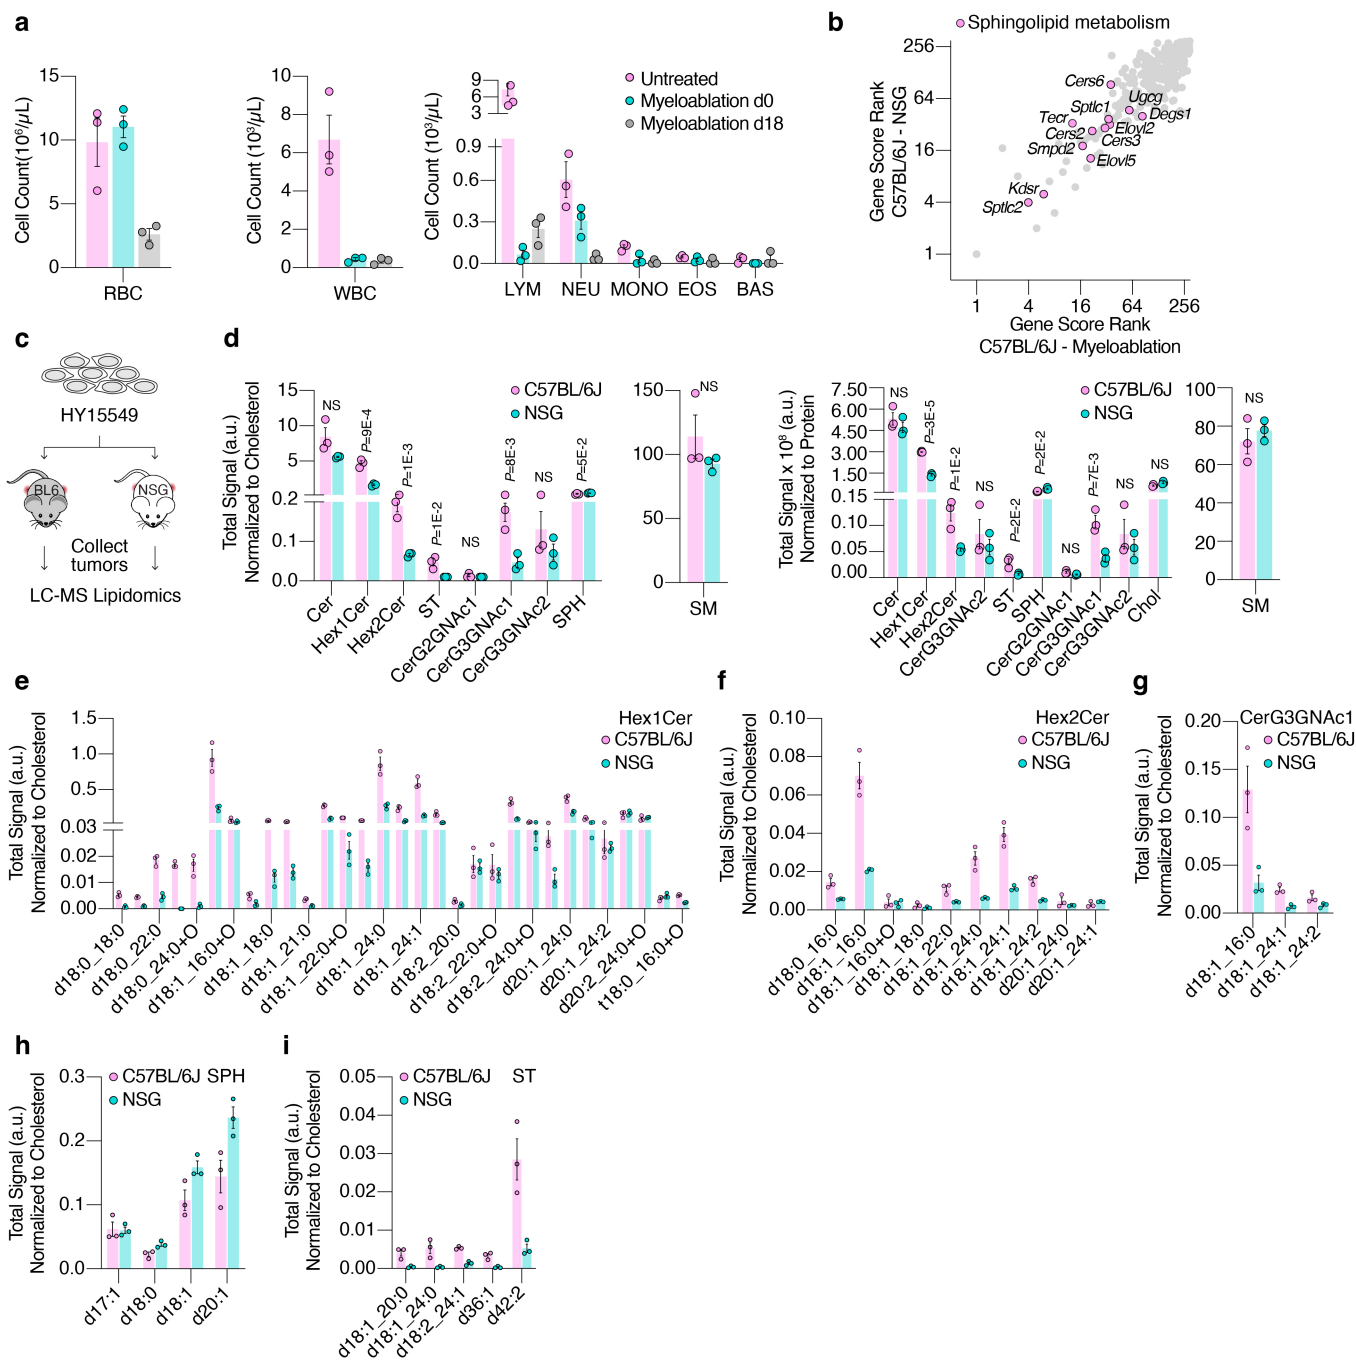 a
Cell Count(10⁶/µL)
15
10
5
0
RBC
Cell Count (10³/µL)
10
8
6
4
2
0
WBC
Cell Count (10³/µL)
9
6
3
0.9
0.6
0.3
0.0
LYM NEU MONO EOS BAS
Untreated
Myeloablation d0
Myeloablation d18
b
Sphingolipid metabolism
Gene Score Rank
C57BL/6J - NSG
256
64
16
4
1
Cers6
Ugcg
Sptlc1
Degs1
Tecr
Elovl2
Cers2
Cers3
Smpd2
Elovl5
Kdsr
Sptlc2
1 4 16 64 256
Gene Score Rank
C57BL/6J - Myeloablation
c
HY15549
BL6
NSG
Collect
tumors
LC-MS Lipidomics
d
Total Signal (a.u.)
Normalized to Cholesterol
15
10
5
0.2
0.1
0.0
C57BL/6J
NSG
NS
P=9E-4
P=1E-3
P=1E-2
NS
P=8E-3
NS
P=5E-2
Cer
Hex1Cer
Hex2Cer
ST
CerG2GNAc1
CerG3GNAc1
CerG3GNAc2
SPH
150
100
50
0
NS
SM
Total Signal x 10⁸ (a.u.)
Normalized to Protein
7.50
6.00
4.50
3.00
1.50
0.15
0.10
0.05
0.00
C57BL/6J
NSG
NS
P=3E-5
P=1E-2
NS
P=2E-2
P=2E-2
NS
P=7E-3
NS
NS
Cer
Hex1Cer
Hex2Cer
CerG3GNAc2
ST
SPH
CerG2GNAc1
CerG3GNAc1
CerG3GNAc2
Chol
100
80
60
40
20
0
NS
SM
e
Total Signal (a.u.)
Normalized to Cholesterol
1.5
1.0
0.5
0.03
0.02
0.01
0.00
Hex1Cer
C57BL/6J
NSG
d18:0_18:0
d18:0_22:0
d18:0_24:0+O
d18:1_16:0+O
d18:1_18:0
d18:1_21:0
d18:1_22:0+O
d18:1_24:0
d18:1_24:1
d18:2_20:0
d18:2_22:0+O
d18:2_24:0+O
d20:1_24:0
d20:1_24:2
d20:2_24:0+O
t18:0_16:0+O
f
Total Signal (a.u.)
Normalized to Cholesterol
0.10
0.08
0.06
0.04
0.02
0.00
Hex2Cer
C57BL/6J
NSG
d18:0_16:0
d18:1_16:0
d18:1_16:0+O
d18:1_18:0
d18:1_22:0
d18:1_24:0
d18:1_24:1
d18:1_24:2
d20:1_24:0
d20:1_24:1
g
Total Signal (a.u.)
Normalized to Cholesterol
0.20
0.15
0.10
0.05
0.00
CerG3GNAc1
C57BL/6J
NSG
d18:1_16:0
d18:1_24:1
d18:1_24:2
h
Total Signal (a.u.)
Normalized to Cholesterol
0.3
0.2
0.1
0.0
C57BL/6J SPH
NSG
d17:1
d18:0
d18:1
d20:1
i
Total Signal (a.u.)
Normalized to Cholesterol
0.05
0.04
0.03
0.02
0.01
0.00
C57BL/6J ST
NSG
d18:1_20:0
d18:1_24:0
d18:2_24:1
d36:1
d42:2